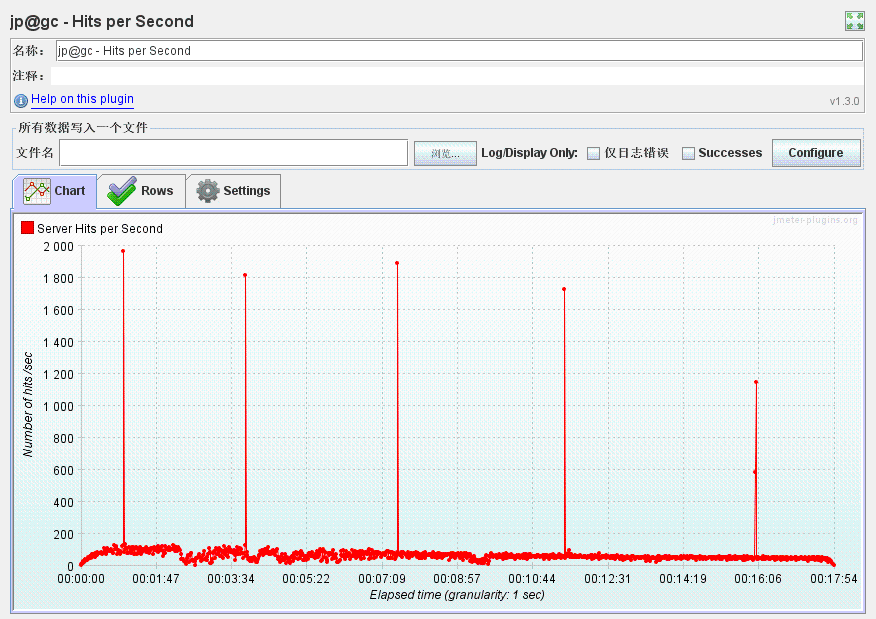 jp@gc - Hits per Second
名称： jp@gc - Hits per Second
注释：
Help on this plugin v1.3.0
所有数据写入一个文件
文件名 浏览... Log/Display Only: 仅日志错误 Successes Configure
Chart Rows Settings
jmeter-plugins.org
Server Hits per Second
2 000
1 800
1 600
1 400
1 200
1 000
800
600
400
200
0
Number of hits /sec
00:00:00 00:01:47 00:03:34 00:05:22 00:07:09 00:08:57 00:10:44 00:12:31 00:14:19 00:16:06 00:17:54
Elapsed time (granularity: 1 sec)